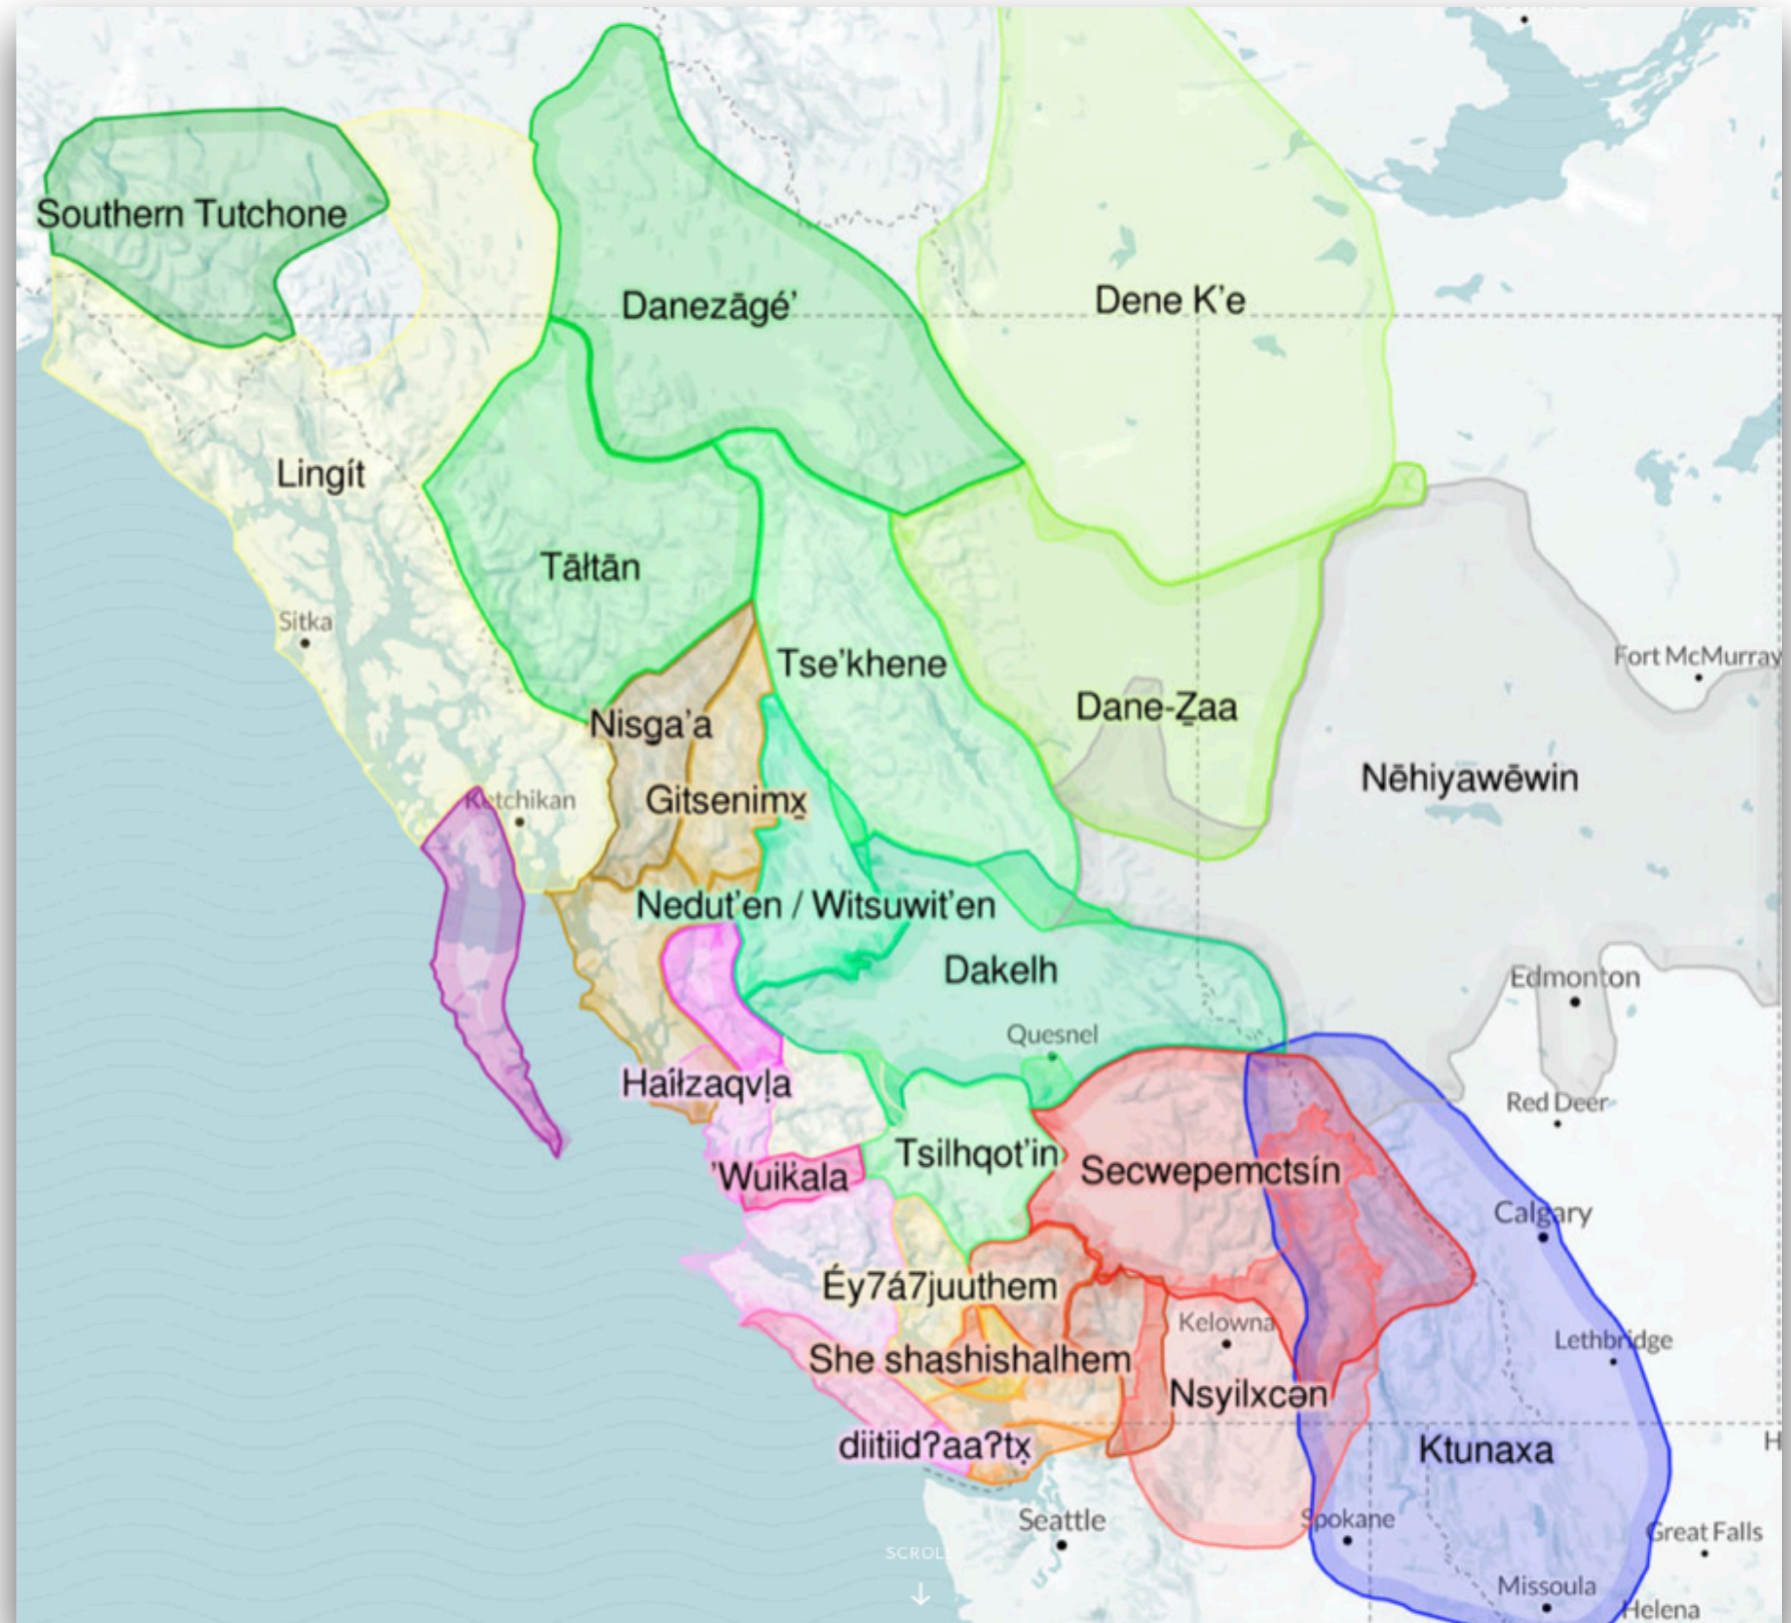 Southern Tutchone
Danezāgé’
Dene K’e
Lingít
Tāłtān
Sitka
Tse’khene
Fort McMurray
Nisg̱a’a
Dane-Z̲aa
Nēhiyawēwin
Ketchikan
Gitsenimx̱
Nedut’en / Witsuwit’en
Dakelh
Edmonton
Quesnel
Haíɫzaqvḷa
Red Deer
Tsilhqot’in
Secwepemctsín
’Wuik̓ala
Calgary
Éy7á7juuthem
Kelowna
Lethbridge
She shashishalhem
Nsyilxcən
diitiidʔaaʔtx̣
Ktunaxa
H
Seattle
Spokane
Great Falls
SCROLL
Missoula
Helena